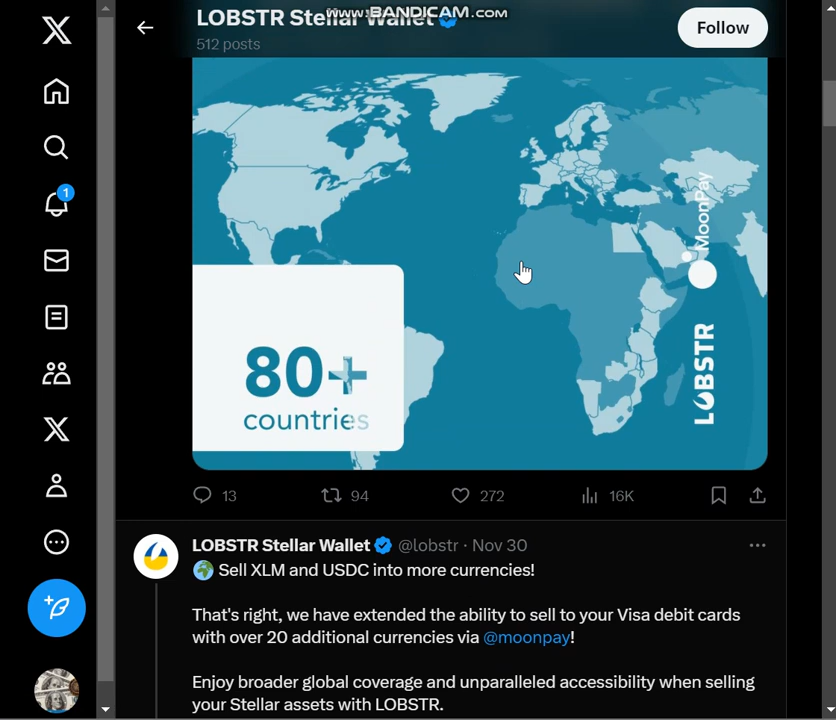 LOBSTR Stellar Wallet
www.BANDICAM.com
512 posts
Follow
1
MoonPay
LOBSTR
80+
countries
13
94
272
16K
LOBSTR Stellar Wallet @lobstr · Nov 30
Sell XLM and USDC into more currencies!
That's right, we have extended the ability to sell to your Visa debit cards
with over 20 additional currencies via @moonpay!
Enjoy broader global coverage and unparalleled accessibility when selling
your Stellar assets with LOBSTR.